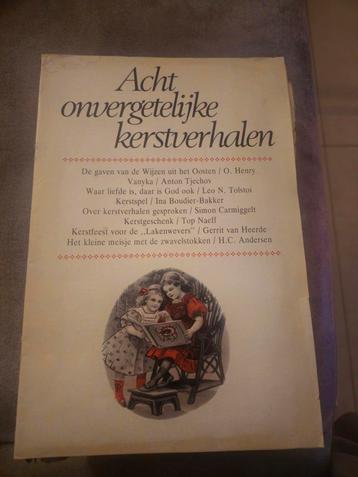 Acht
onvergetelijke
kerstverhalen
De gaven van de Wijzen uit het Oosten / O. Henry
Vanyka / Anton Tjechov
Waar liefde is, daar is God ook / Leo N. Tolstoi
Kerstspel / Ina Boudier-Bakker
Over kerstverhalen gesproken / Simon Carmiggelt
Kerstgeschenk / Top Naeff
Kerstfeest voor de „Lakenwevers” / Gerrit van Heerde
Het kleine meisje met de zwavelstokken / H.C. Andersen